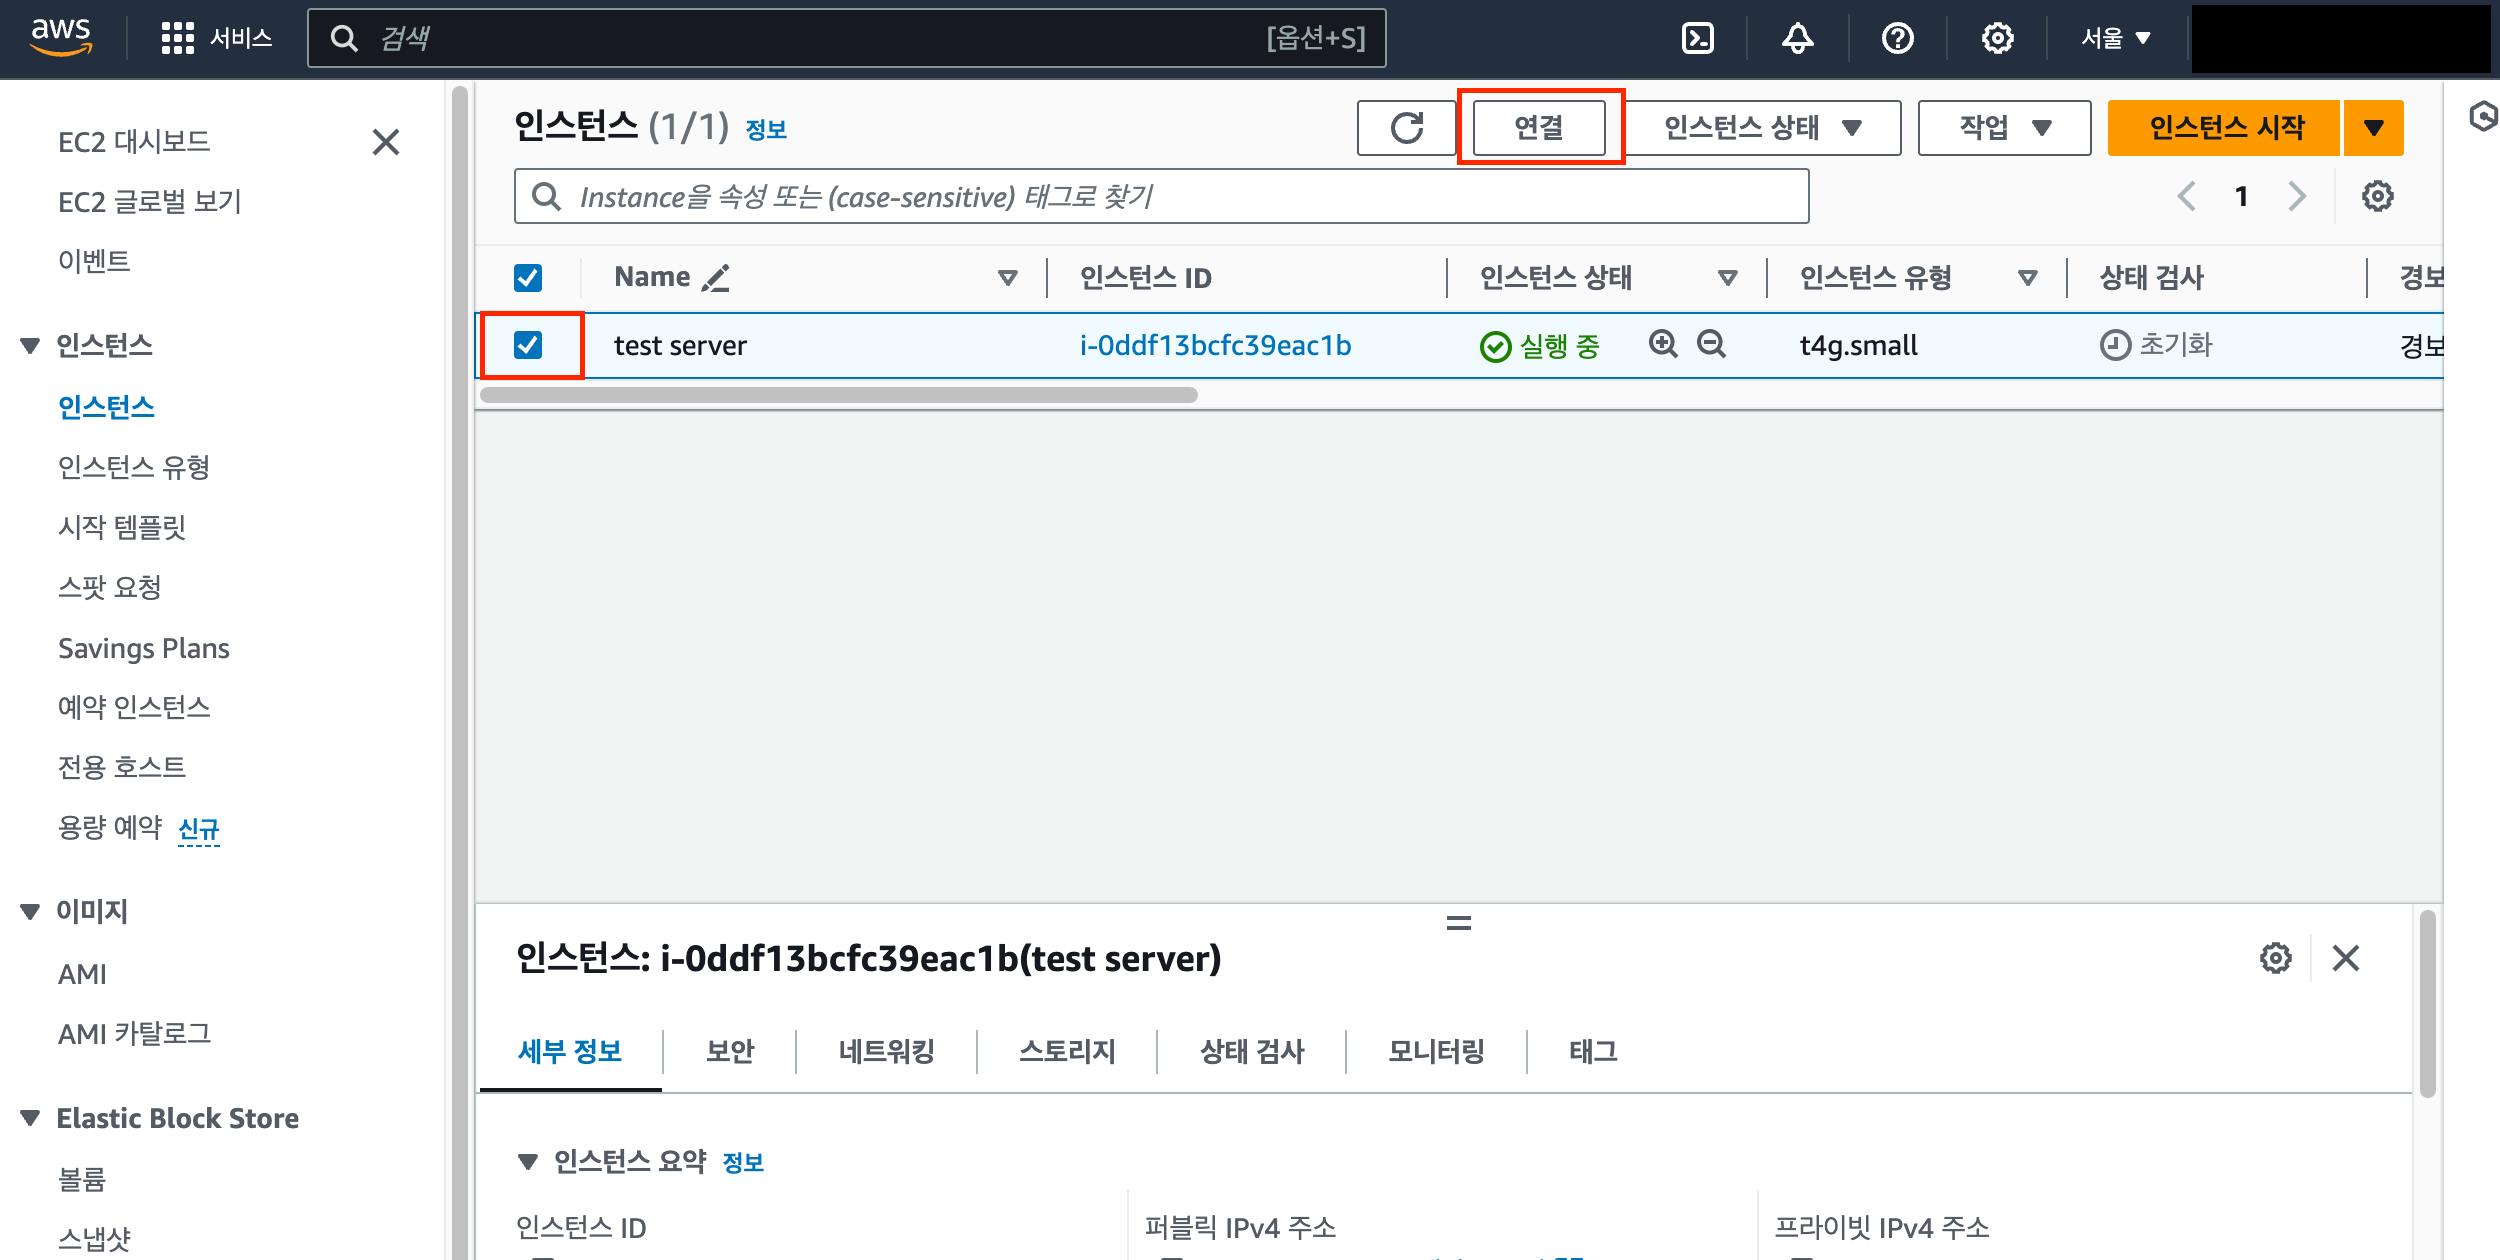 aws 서비스 검색 [옵션+S] 서울
EC2 대시보드
EC2 글로벌 보기
이벤트
인스턴스
인스턴스
인스턴스 유형
시작 템플릿
스팟 요청
Savings Plans
예약 인스턴스
전용 호스트
용량 예약 신규
이미지
AMI
AMI 카탈로그
Elastic Block Store
볼륨
스냅샷
인스턴스 (1/1) 정보 연결 인스턴스 상태 작업 인스턴스 시작
Instance을 속성 또는 (case-sensitive) 태그로 찾기 1
Name 인스턴스 ID 인스턴스 상태 인스턴스 유형 상태 검사 경보
test server i-0ddf13bcfc39eac1b 실행 중 t4g.small 초기화 경보
인스턴스: i-0ddf13bcfc39eac1b(test server)
세부 정보 보안 네트워킹 스토리지 상태 검사 모니터링 태그
인스턴스 요약 정보
인스턴스 ID 퍼블릭 IPv4 주소 프라이빗 IPv4 주소